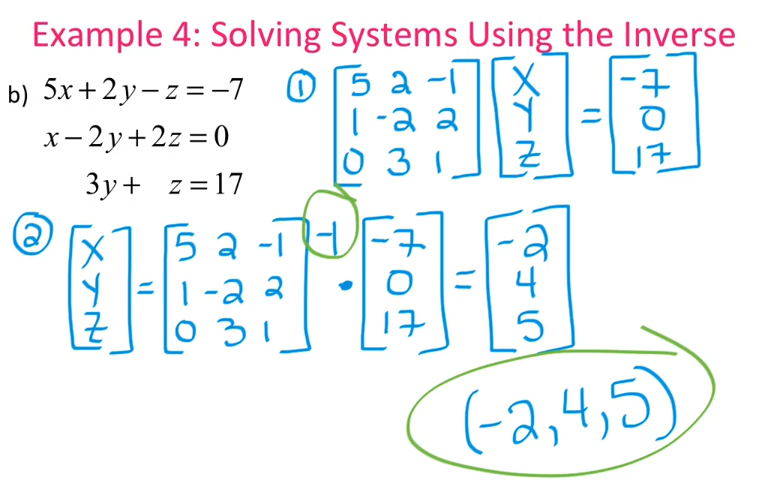 Example 4: Solving Systems Using the Inverse
b) 5x + 2y − z = −7
x − 2y + 2z = 0
3y + z = 17
① [5 2 -1] [X] = [-7]
[1 -2 2] [Y] [0]
[0 3 1] [Z] [17]
② [X] = [5 2 -1]-1 · [-7] = [-2]
[Y] [1 -2 2] [0] [4]
[Z] [0 3 1] [17] [5]
(-2,4,5)